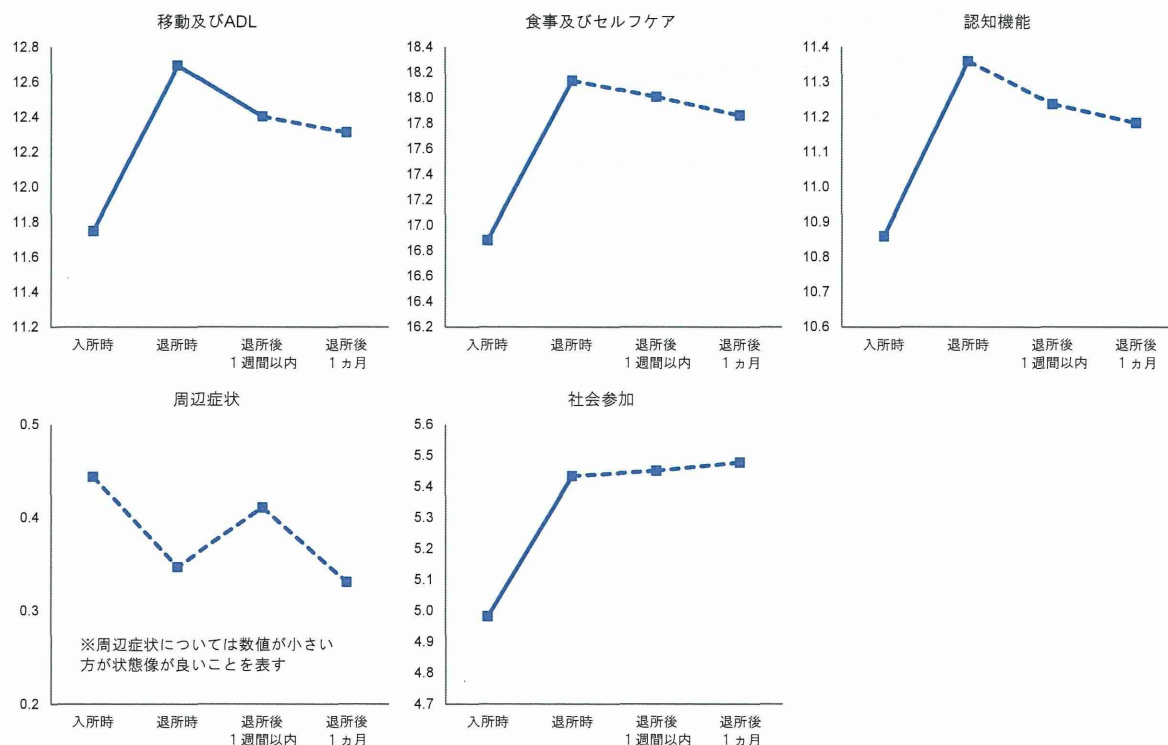 移動及びADL
12.8
12.6
12.4
12.2
12.0
11.8
11.6
11.4
11.2
入所時
退所時
退所後
１週間以内
退所後
１ヵ月
食事及びセルフケア
18.4
18.2
18.0
17.8
17.6
17.4
17.2
17.0
16.8
16.6
16.4
16.2
入所時
退所時
退所後
１週間以内
退所後
１ヵ月
認知機能
11.4
11.3
11.2
11.1
11.0
10.9
10.8
10.7
10.6
入所時
退所時
退所後
１週間以内
退所後
１ヵ月
周辺症状
0.5
0.4
0.3
0.2
※周辺症状については数値が小さい
方が状態像が良いことを表す
入所時
退所時
退所後
１週間以内
退所後
１ヵ月
社会参加
5.6
5.5
5.4
5.3
5.2
5.1
5.0
4.9
4.8
4.7
入所時
退所時
退所後
１週間以内
退所後
１ヵ月